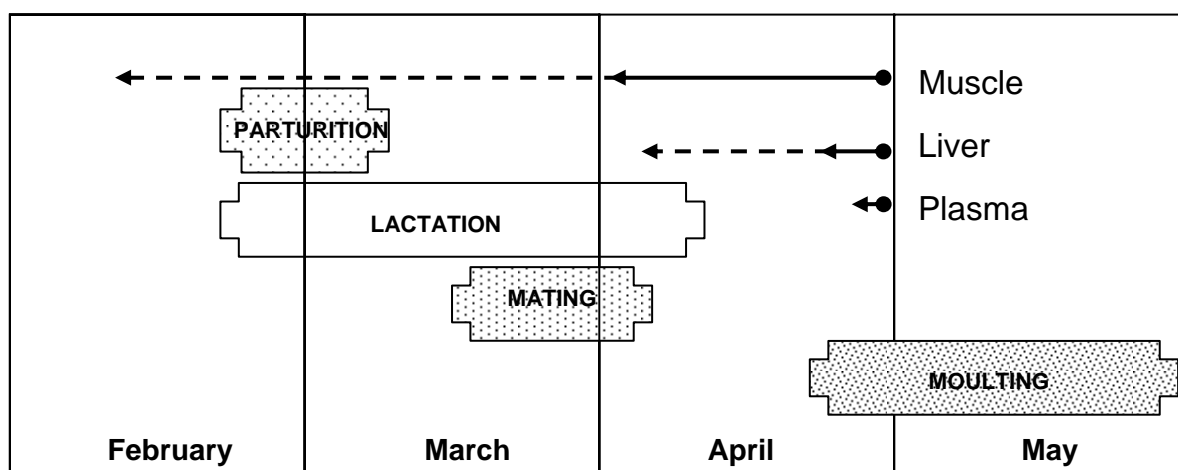 Muscle
PARTURITION
Liver
Plasma
LACTATION
MATING
MOULTING
February
March
April
May